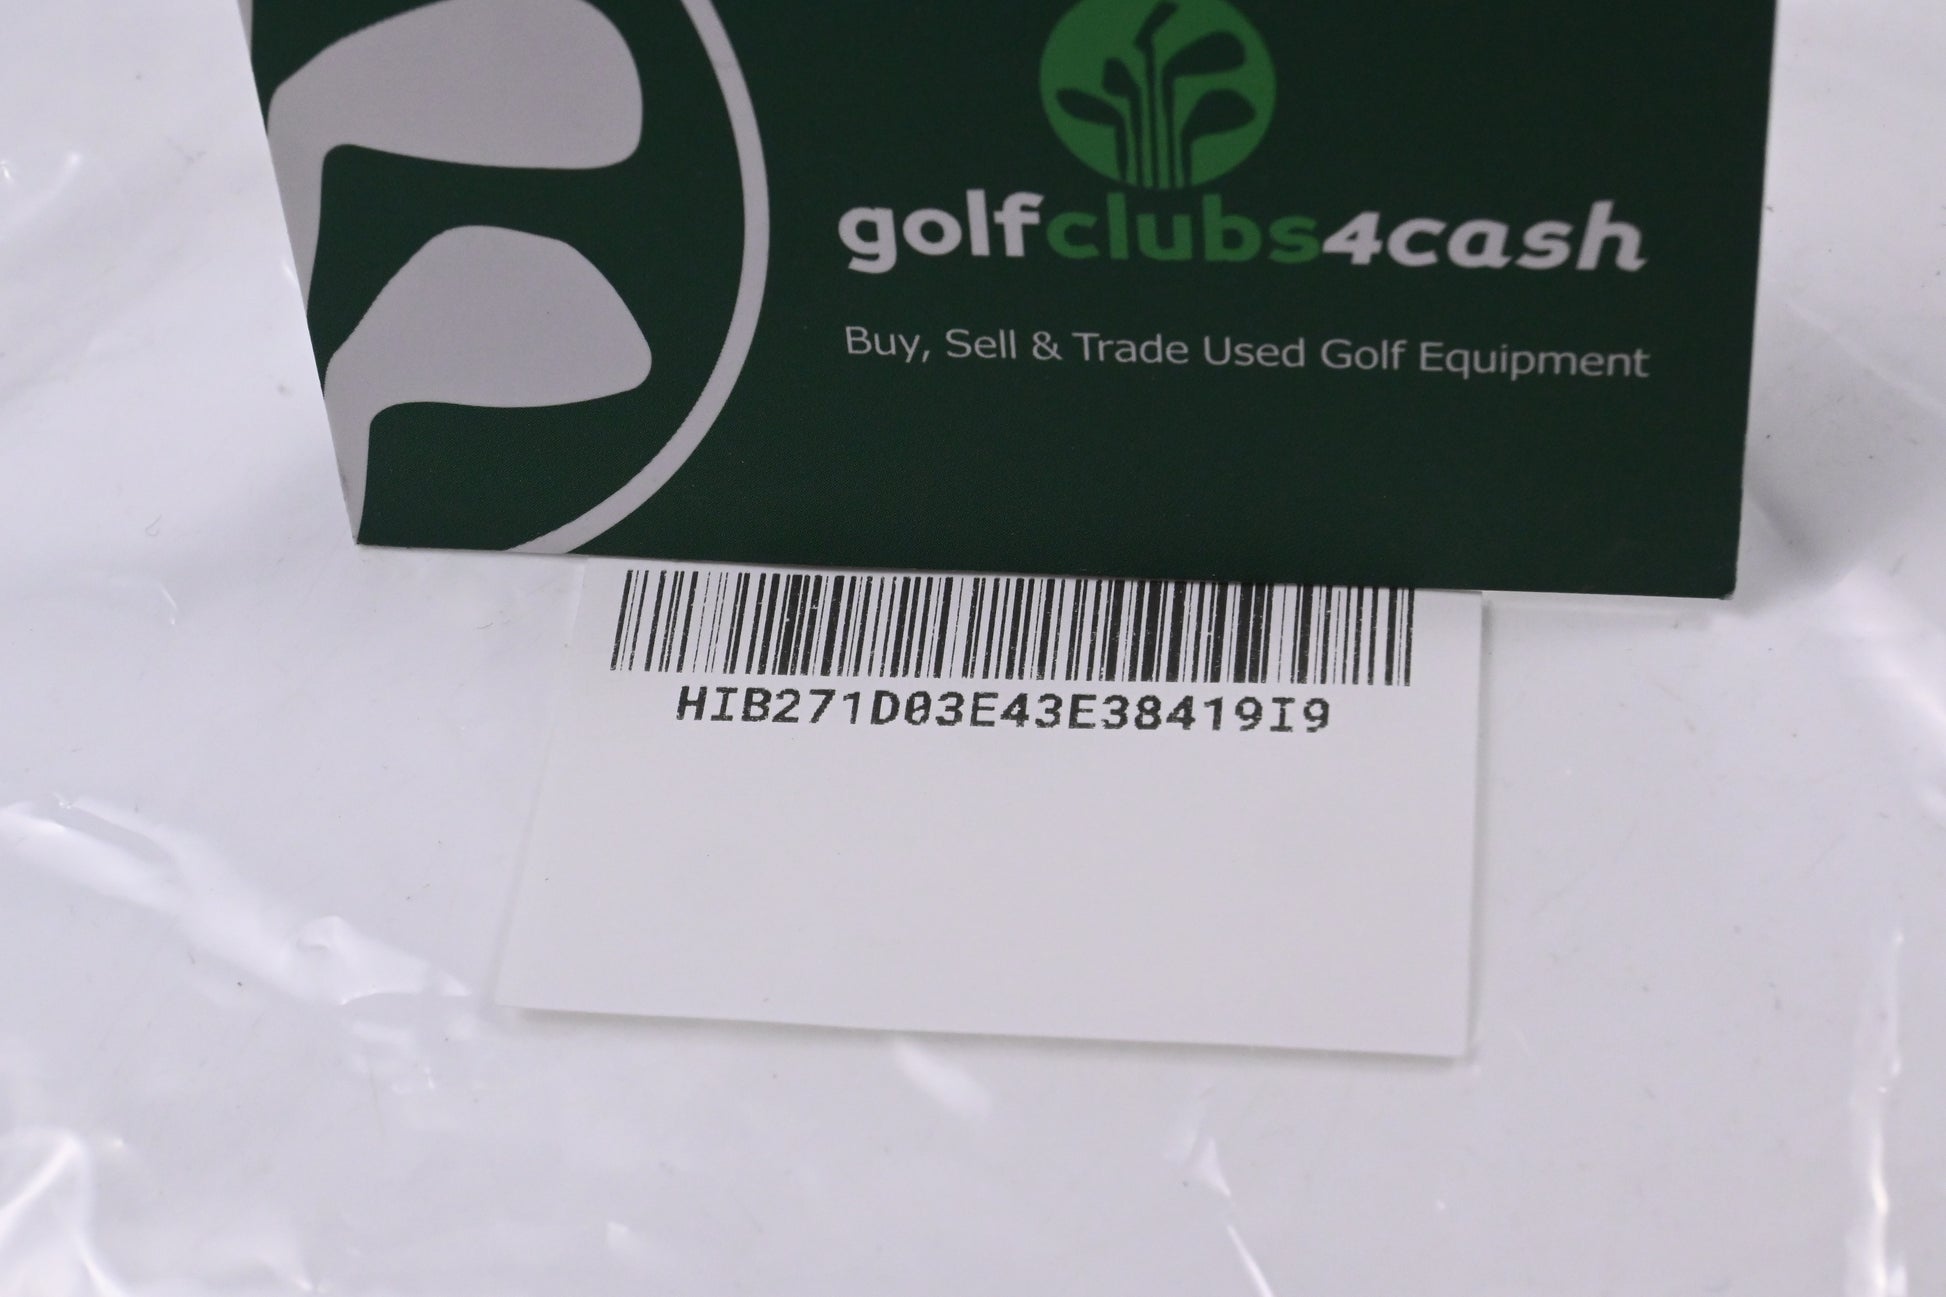 golfclubs4cash
Buy, Sell & Trade Used Golf Equipment
HIB271D03E43E38419I9